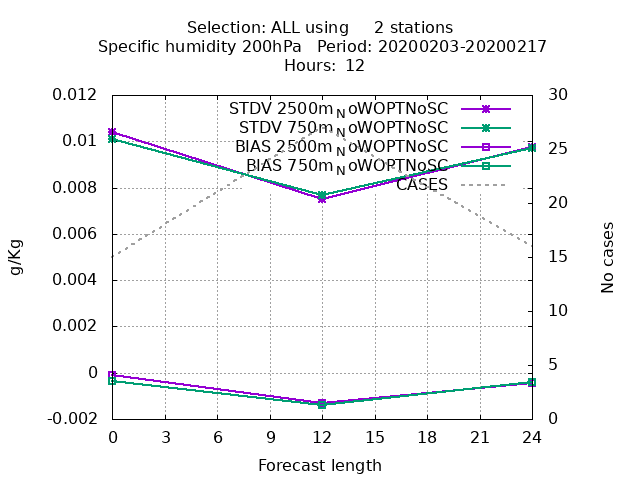 Selection: ALL using 2 stations
Specific humidity 200hPa Period: 20200203-20200217
Hours: 12
0.012
0.01
0.008
0.006
0.004
0.002
0
-0.002
g/Kg
STDV 2500m_NoWOPTNoSC
STDV 750m_NoWOPTNoSC
BIAS 2500m_NoWOPTNoSC
BIAS 750m_NoWOPTNoSC
CASES
30
25
20
15
10
5
0
No cases
0 3 6 9 12 15 18 21 24
Forecast length